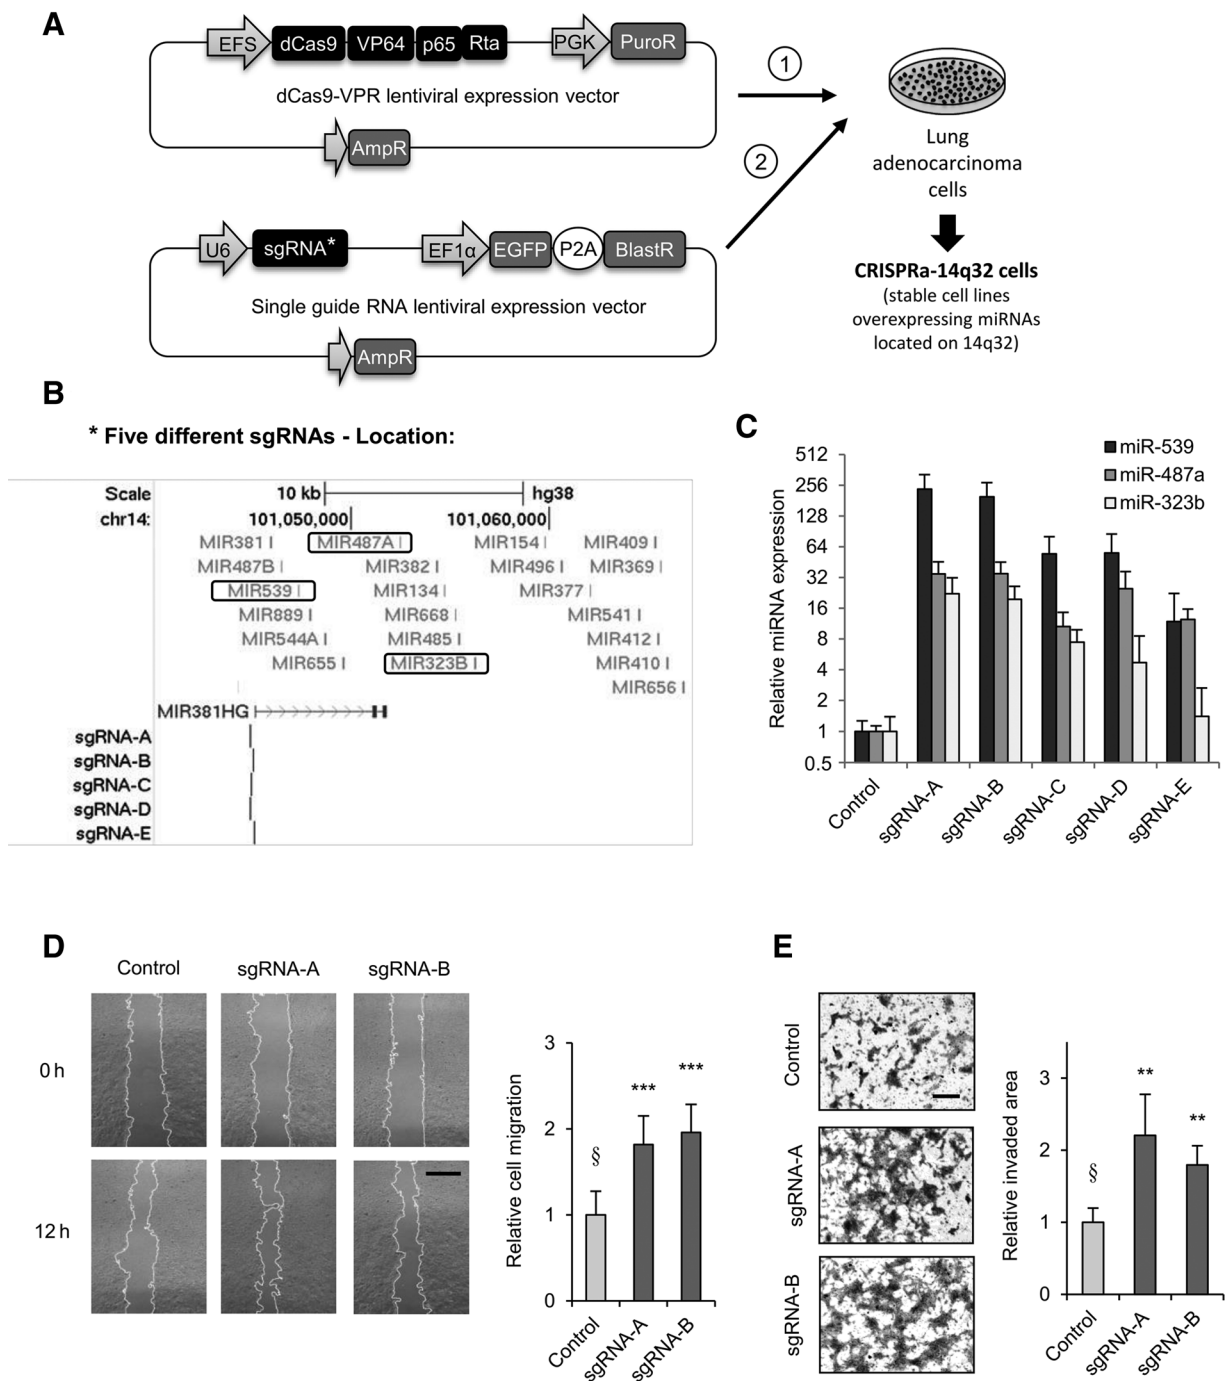 A
EFS dCas9 VP64 p65 Rta PGK PuroR
dCas9-VPR lentiviral expression vector
AmpR
1
2
Lung
adenocarcinoma
cells
U6 sgRNA* EF1α EGFP P2A BlastR
Single guide RNA lentiviral expression vector
AmpR
CRISPRa-14q32 cells
(stable cell lines
overexpressing miRNAs
located on 14q32)
B
* Five different sgRNAs - Location:
Scale 10 kb hg38
chr14: 101,050,000 101,060,000
MIR381 MIR487A MIR154 MIR409
MIR487B MIR382 MIR496 MIR369
MIR539 MIR134 MIR377
MIR889 MIR668 MIR541
MIR544A MIR485 MIR412
MIR655 MIR323B MIR410
MIR656
MIR381HG
sgRNA-A
sgRNA-B
sgRNA-C
sgRNA-D
sgRNA-E
C
Relative miRNA expression
512
256
128
64
32
16
8
4
2
1
0.5
miR-539
miR-487a
miR-323b
Control sgRNA-A sgRNA-B sgRNA-C sgRNA-D sgRNA-E
D
Control sgRNA-A sgRNA-B
0 h
12 h
Relative cell migration
3
2
1
0
§ *** ***
Control sgRNA-A sgRNA-B
E
Control
sgRNA-A
sgRNA-B
Relative invaded area
3
2
1
0
§ ** **
Control sgRNA-A sgRNA-B